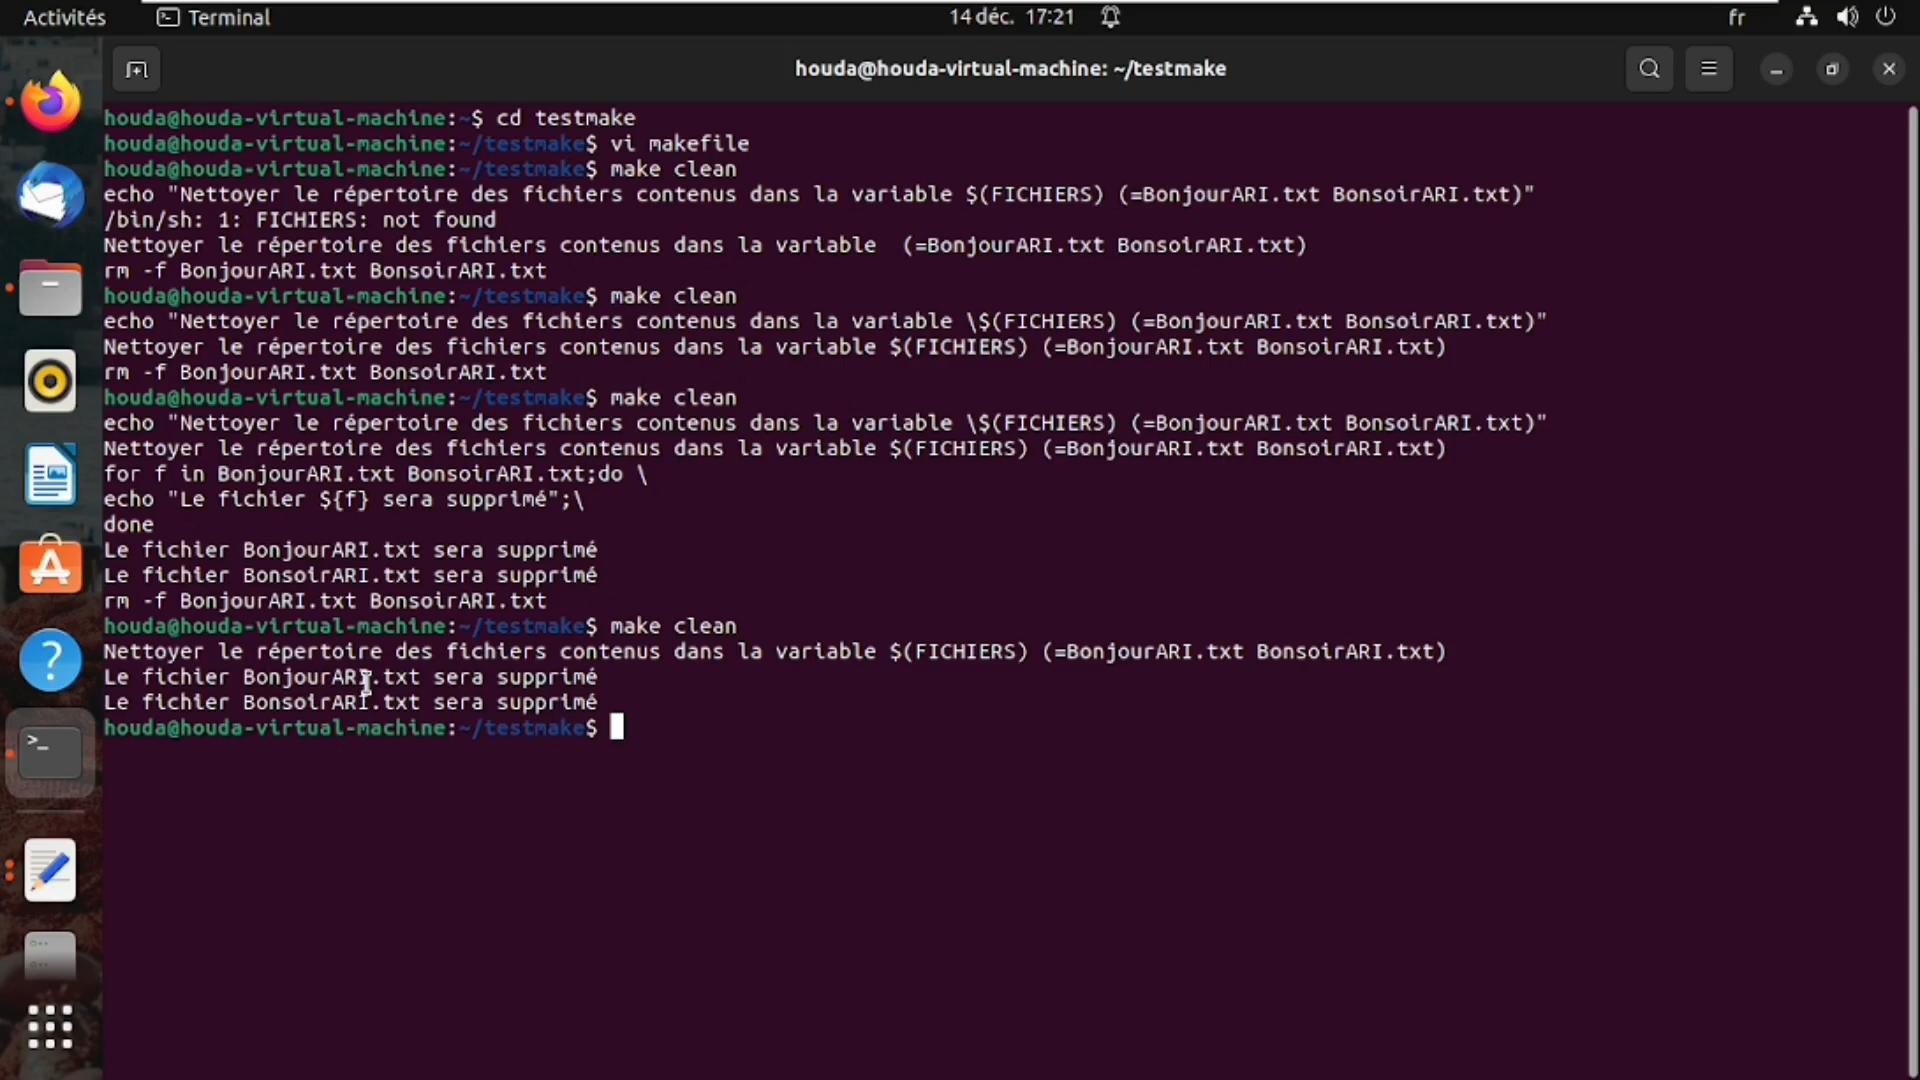 Activités
Terminal
14 déc. 17:21
fr
houda@houda-virtual-machine: ~/testmake
houda@houda-virtual-machine:~$ cd testmake
houda@houda-virtual-machine:~/testmake$ vi makefile
houda@houda-virtual-machine:~/testmake$ make clean
echo "Nettoyer le répertoire des fichiers contenus dans la variable $(FICHIERS) (=BonjourARI.txt BonsoirARI.txt)"
/bin/sh: 1: FICHIERS: not found
Nettoyer le répertoire des fichiers contenus dans la variable  (=BonjourARI.txt BonsoirARI.txt)
rm -f BonjourARI.txt BonsoirARI.txt
houda@houda-virtual-machine:~/testmake$ make clean
echo "Nettoyer le répertoire des fichiers contenus dans la variable \$(FICHIERS) (=BonjourARI.txt BonsoirARI.txt)"
Nettoyer le répertoire des fichiers contenus dans la variable $(FICHIERS) (=BonjourARI.txt BonsoirARI.txt)
rm -f BonjourARI.txt BonsoirARI.txt
houda@houda-virtual-machine:~/testmake$ make clean
echo "Nettoyer le répertoire des fichiers contenus dans la variable \$(FICHIERS) (=BonjourARI.txt BonsoirARI.txt)"
Nettoyer le répertoire des fichiers contenus dans la variable $(FICHIERS) (=BonjourARI.txt BonsoirARI.txt)
for f in BonjourARI.txt BonsoirARI.txt;do \
echo "Le fichier ${f} sera supprimé";\
done
Le fichier BonjourARI.txt sera supprimé
Le fichier BonsoirARI.txt sera supprimé
rm -f BonjourARI.txt BonsoirARI.txt
houda@houda-virtual-machine:~/testmake$ make clean
Nettoyer le répertoire des fichiers contenus dans la variable $(FICHIERS) (=BonjourARI.txt BonsoirARI.txt)
Le fichier BonjourARI.txt sera supprimé
Le fichier BonsoirARI.txt sera supprimé
houda@houda-virtual-machine:~/testmake$